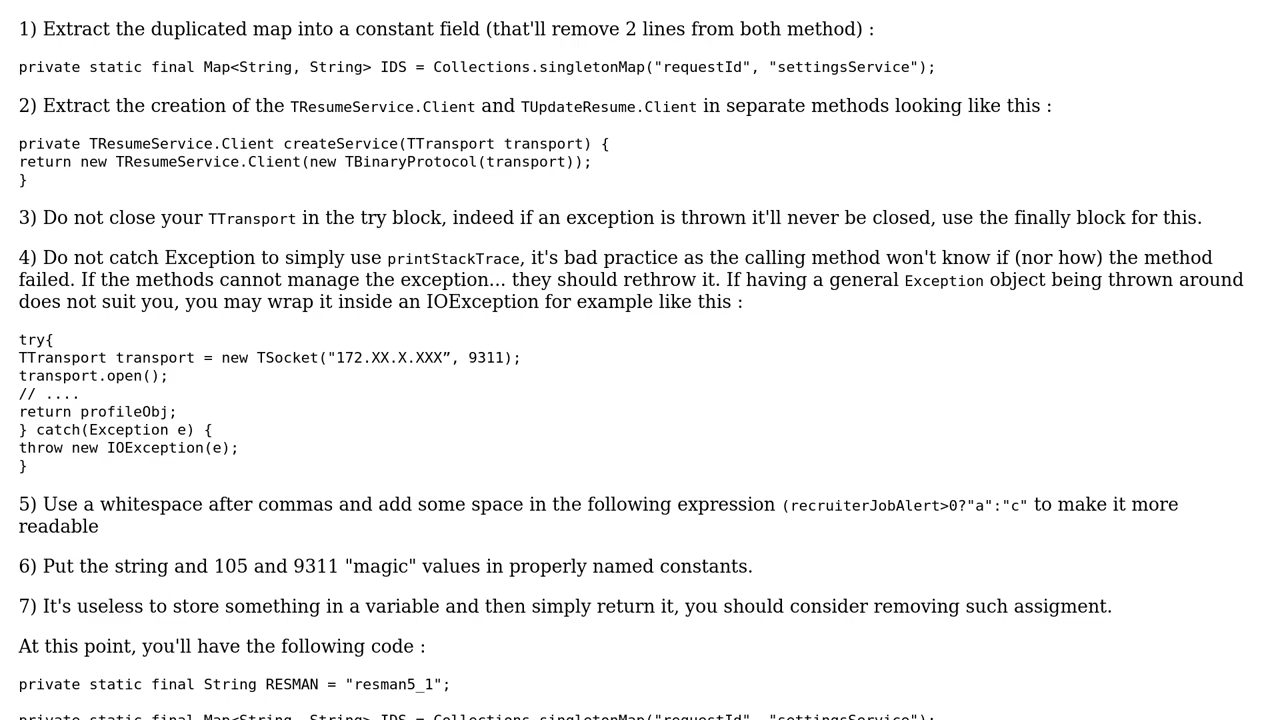 1) Extract the duplicated map into a constant field (that'll remove 2 lines from both method) :
private static final Map<String, String> IDS = Collections.singletonMap("requestId", "settingsService");
2) Extract the creation of the TResumeService.Client and TUpdateResume.Client in separate methods looking like this :
private TResumeService.Client createService(TTransport transport) {
return new TResumeService.Client(new TBinaryProtocol(transport));
}
3) Do not close your TTransport in the try block, indeed if an exception is thrown it'll never be closed, use the finally block for this.
4) Do not catch Exception to simply use printStackTrace, it's bad practice as the calling method won't know if (nor how) the method
failed. If the methods cannot manage the exception... they should rethrow it. If having a general Exception object being thrown around
does not suit you, you may wrap it inside an IOException for example like this :
try{
TTransport transport = new TSocket("172.XX.X.XXX”, 9311);
transport.open();
// ....
return profileObj;
} catch(Exception e) {
throw new IOException(e);
}
5) Use a whitespace after commas and add some space in the following expression (recruiterJobAlert>0?"a":"c" to make it more
readable
6) Put the string and 105 and 9311 "magic" values in properly named constants.
7) It's useless to store something in a variable and then simply return it, you should consider removing such assigment.
At this point, you'll have the following code :
private static final String RESMAN = "resman5_1";
private static final Map<String, String> IDS = Collections.singletonMap("requestId", "settingsService");